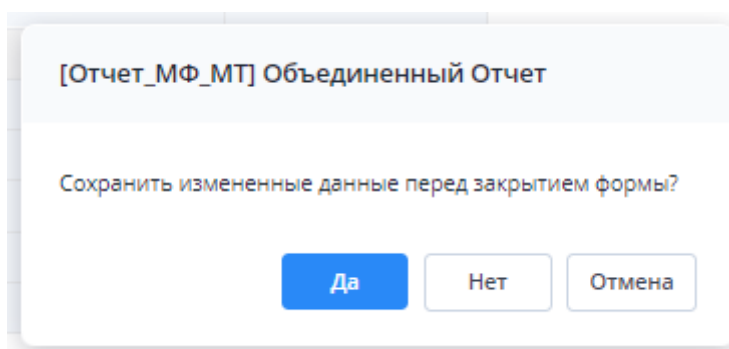 [Отчет_МФ_МТ] Объединенный Отчет
Сохранить измененные данные перед закрытием формы?
Да
Нет
Отмена